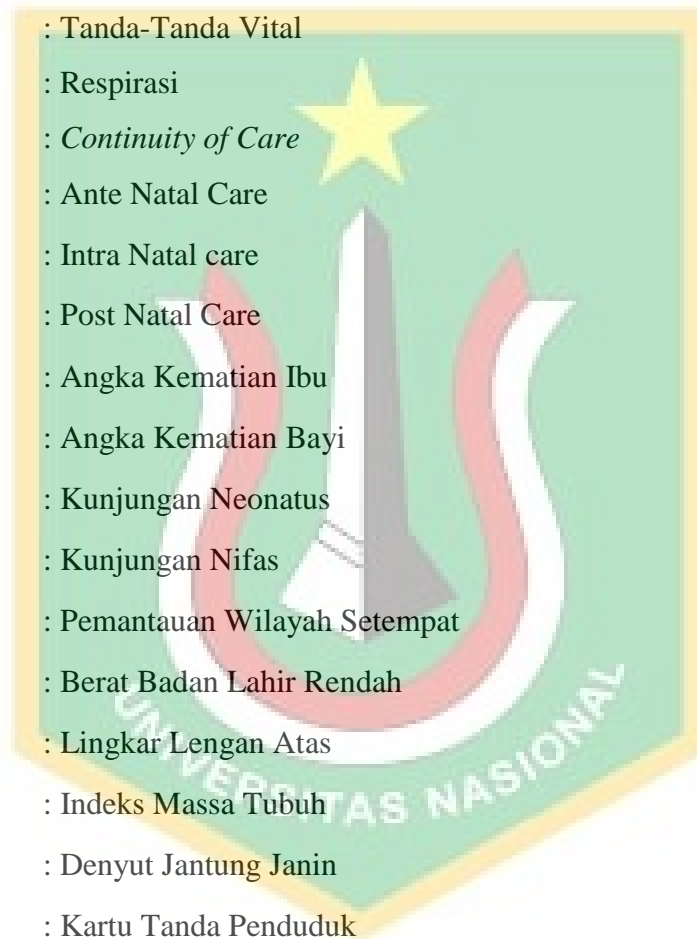 : Tanda-Tanda Vital
: Respirasi
: Continuity of Care
: Ante Natal Care
: Intra Natal care
: Post Natal Care
: Angka Kematian Ibu
: Angka Kematian Bayi
: Kunjungan Neonatus
: Kunjungan Nifas
: Pemantauan Wilayah Setempat
: Berat Badan Lahir Rendah
: Lingkar Lengan Atas
: Indeks Massa Tubuh
: Denyut Jantung Janin
: Kartu Tanda Penduduk
UNIVERSITAS NASIONAL